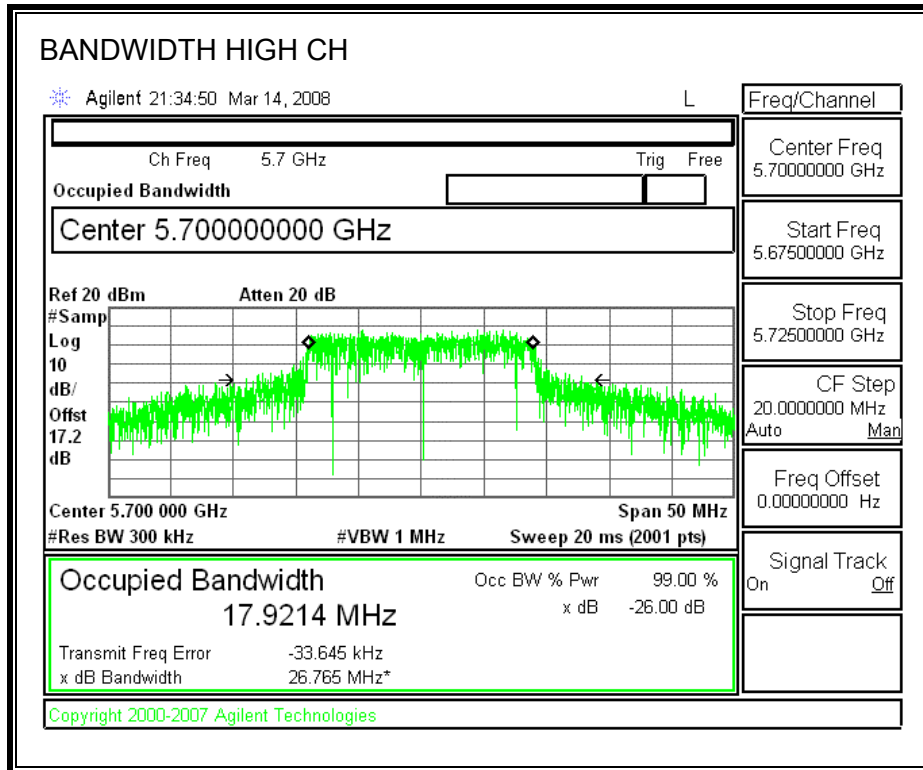 BANDWIDTH HIGH CH
Agilent 21:34:50 Mar 14, 2008 L
Freq/Channel
Ch Freq 5.7 GHz Trig Free
Occupied Bandwidth
Center 5.700000000 GHz
Ref 20 dBm Atten 20 dB
#Samp
Log
10
dB/
Offst
17.2
dB
Center 5.700 000 GHz Span 50 MHz
#Res BW 300 kHz #VBW 1 MHz Sweep 20 ms (2001 pts)
Occupied Bandwidth
17.9214 MHz
Occ BW % Pwr 99.00 %
x dB -26.00 dB
Transmit Freq Error -33.645 kHz
x dB Bandwidth 26.765 MHz*
Copyright 2000-2007 Agilent Technologies
Center Freq
5.70000000 GHz
Start Freq
5.67500000 GHz
Stop Freq
5.72500000 GHz
CF Step
20.0000000 MHz
Auto Man
Freq Offset
0.00000000 Hz
Signal Track
On Off